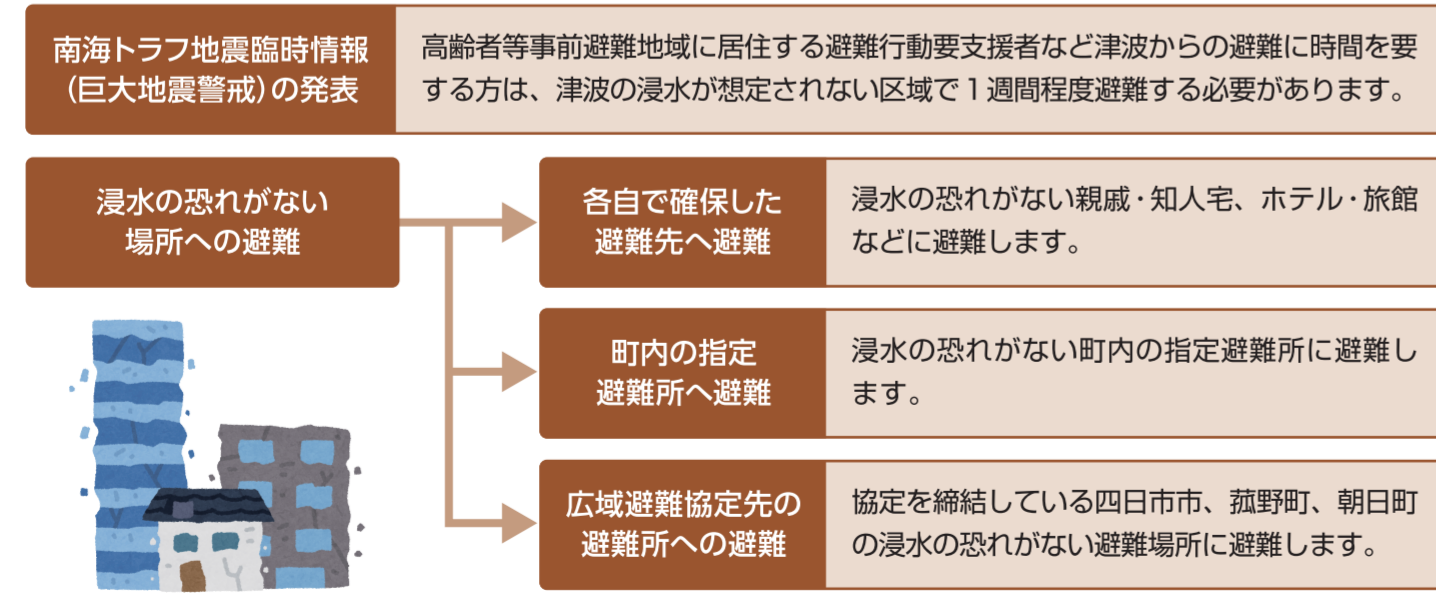 南海トラフ地震臨時情報
（巨大地震警戒）の発表
高齢者等事前避難地域に居住する避難行動要支援者など津波からの避難に時間を要
する方は、津波の浸水が想定されない区域で１週間程度避難する必要があります。
浸水の恐れがない
場所への避難
各自で確保した
避難先へ避難
浸水の恐れがない親戚・知人宅、ホテル・旅館
などに避難します。
町内の指定
避難所へ避難
浸水の恐れがない町内の指定避難所に避難し
ます。
広域避難協定先の
避難所への避難
協定を締結している四日市市、菰野町、朝日町
の浸水の恐れがない避難場所に避難します。